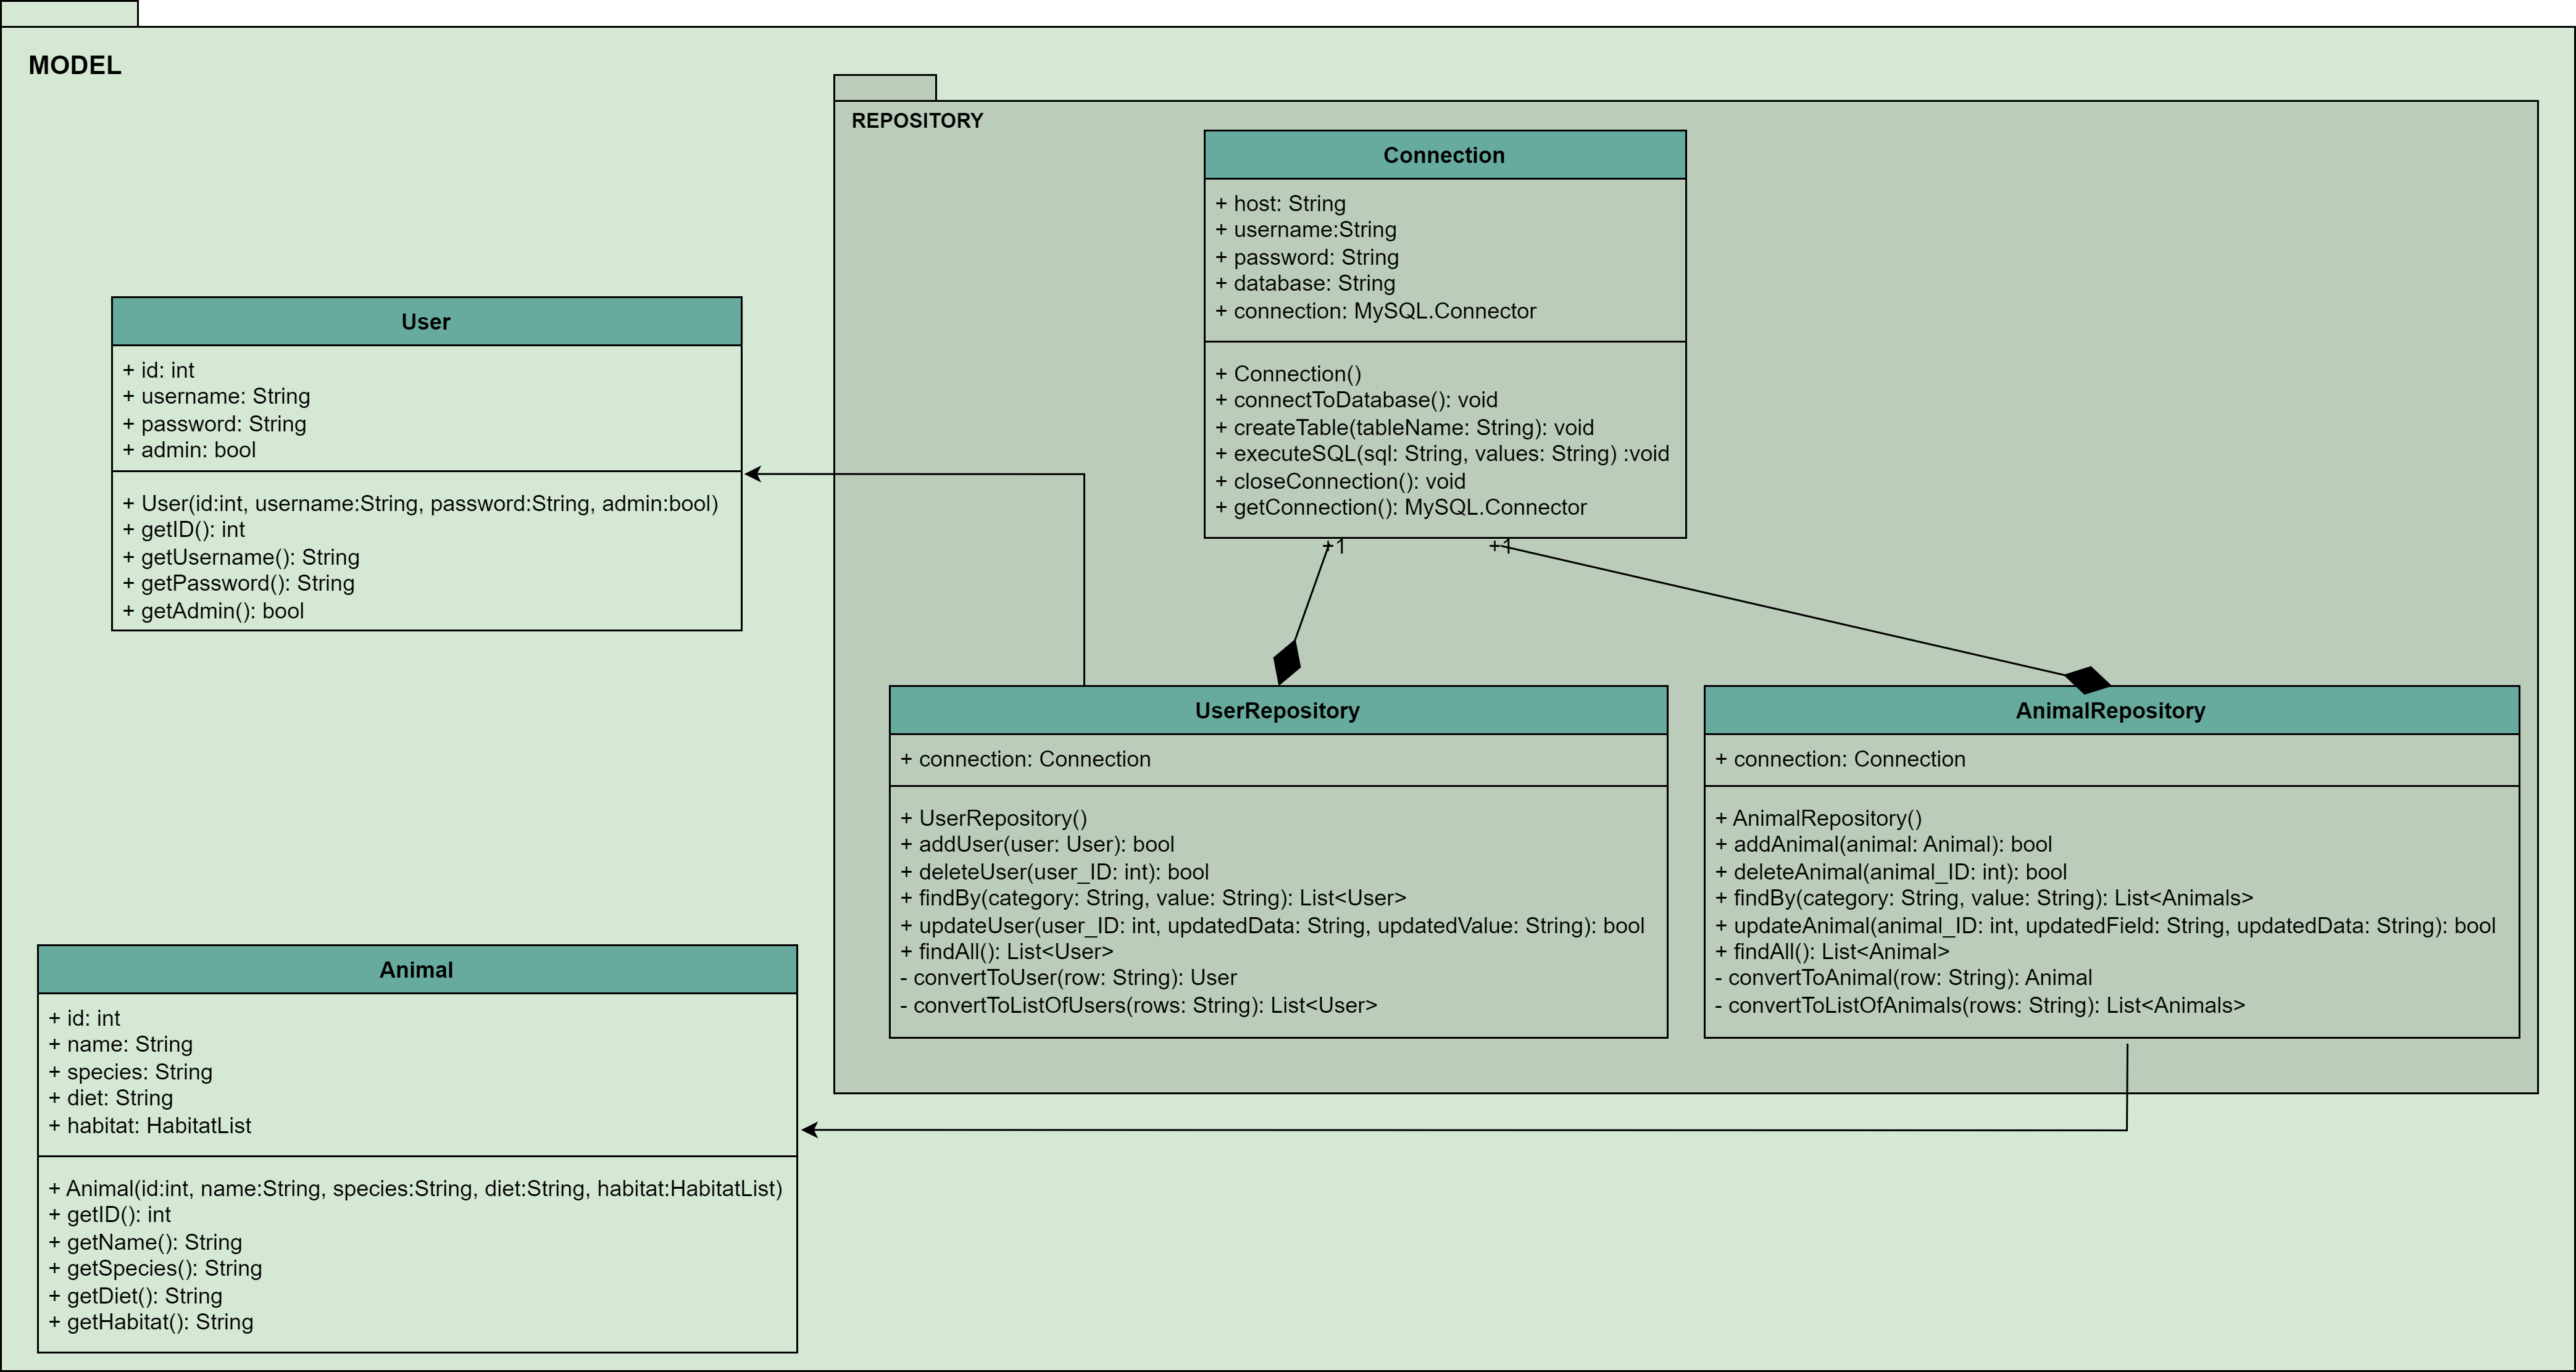 MODEL
REPOSITORY
Connection
+ host: String
+ username:String
+ password: String
+ database: String
+ connection: MySQL.Connector
+ Connection()
+ connectToDatabase(): void
+ createTable(tableName: String): void
+ executeSQL(sql: String, values: String) :void
+ closeConnection(): void
+ getConnection(): MySQL.Connector
+1
+1
User
+ id: int
+ username: String
+ password: String
+ admin: bool
+ User(id:int, username:String, password:String, admin:bool)
+ getID(): int
+ getUsername(): String
+ getPassword(): String
+ getAdmin(): bool
UserRepository
+ connection: Connection
+ UserRepository()
+ addUser(user: User): bool
+ deleteUser(user_ID: int): bool
+ findBy(category: String, value: String): List<User>
+ updateUser(user_ID: int, updatedData: String, updatedValue: String): bool
+ findAll(): List<User>
- convertToUser(row: String): User
- convertToListOfUsers(rows: String): List<User>
AnimalRepository
+ connection: Connection
+ AnimalRepository()
+ addAnimal(animal: Animal): bool
+ deleteAnimal(animal_ID: int): bool
+ findBy(category: String, value: String): List<Animals>
+ updateAnimal(animal_ID: int, updatedField: String, updatedData: String): bool
+ findAll(): List<Animal>
- convertToAnimal(row: String): Animal
- convertToListOfAnimals(rows: String): List<Animals>
Animal
+ id: int
+ name: String
+ species: String
+ diet: String
+ habitat: HabitatList
+ Animal(id:int, name:String, species:String, diet:String, habitat:HabitatList)
+ getID(): int
+ getName(): String
+ getSpecies(): String
+ getDiet(): String
+ getHabitat(): String